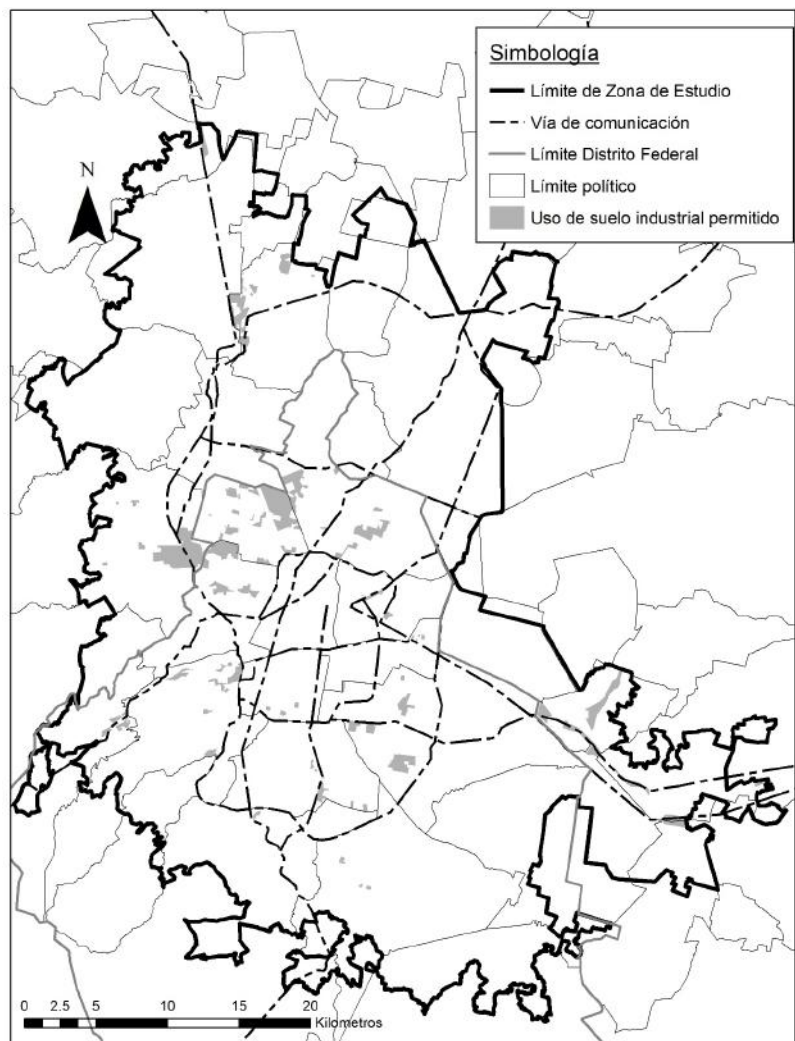 Simbología
Límite de Zona de Estudio
Vía de comunicación
Límite Distrito Federal
Límite político
Uso de suelo industrial permitido
N
0 2.5 5 10 15 20
Kilometros